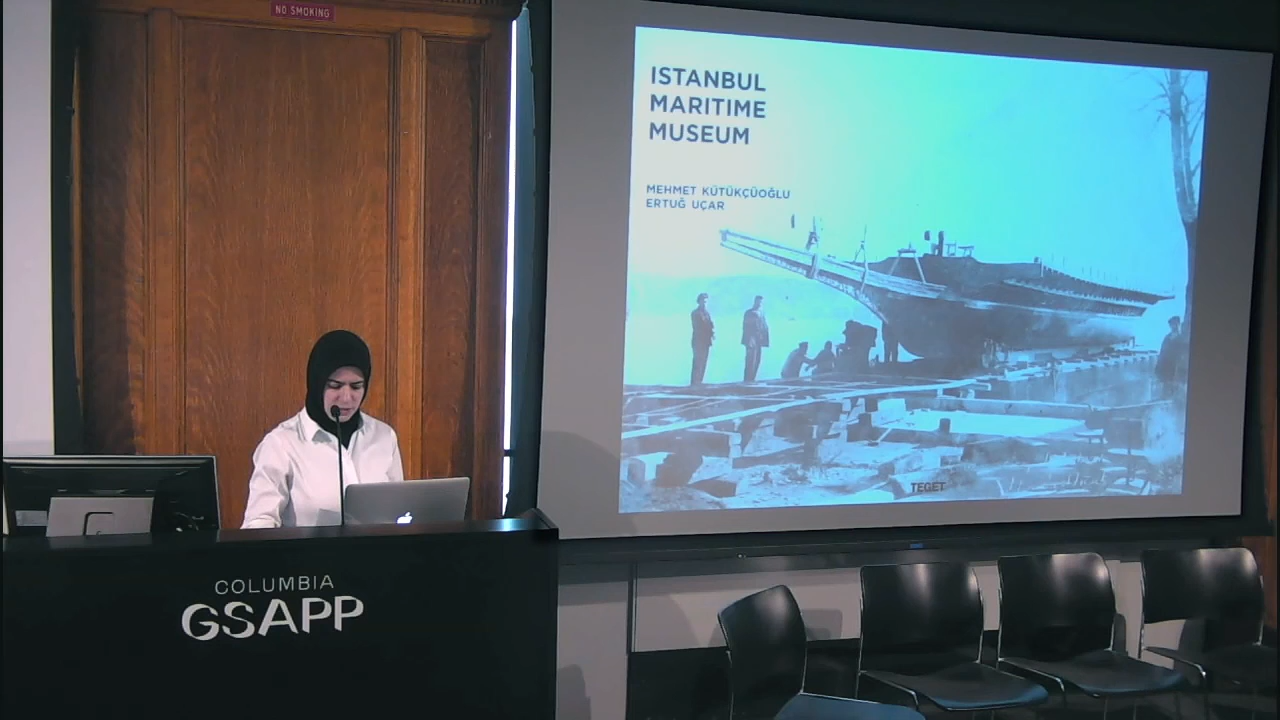 NO SMOKING
ISTANBUL
MARITIME
MUSEUM
MEHMET KÜTÜKÇÜOĞLU
ERTUĞ UÇAR
TEGET
COLUMBIA
GSAPP